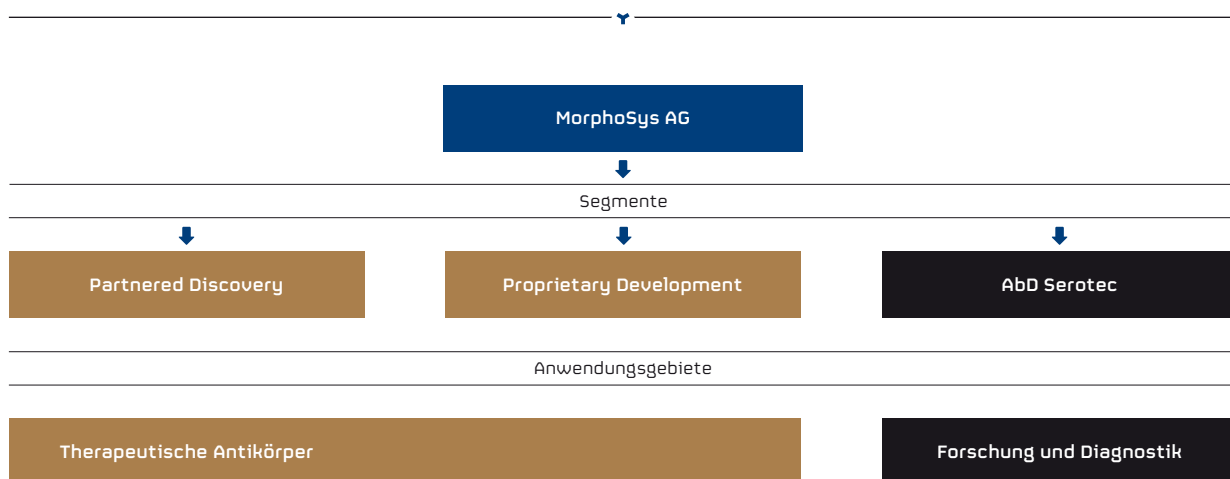 MorphoSys AG
Segmente
Partnered Discovery
Proprietary Development
AbD Serotec
Anwendungsgebiete
Therapeutische Antikörper
Forschung und Diagnostik